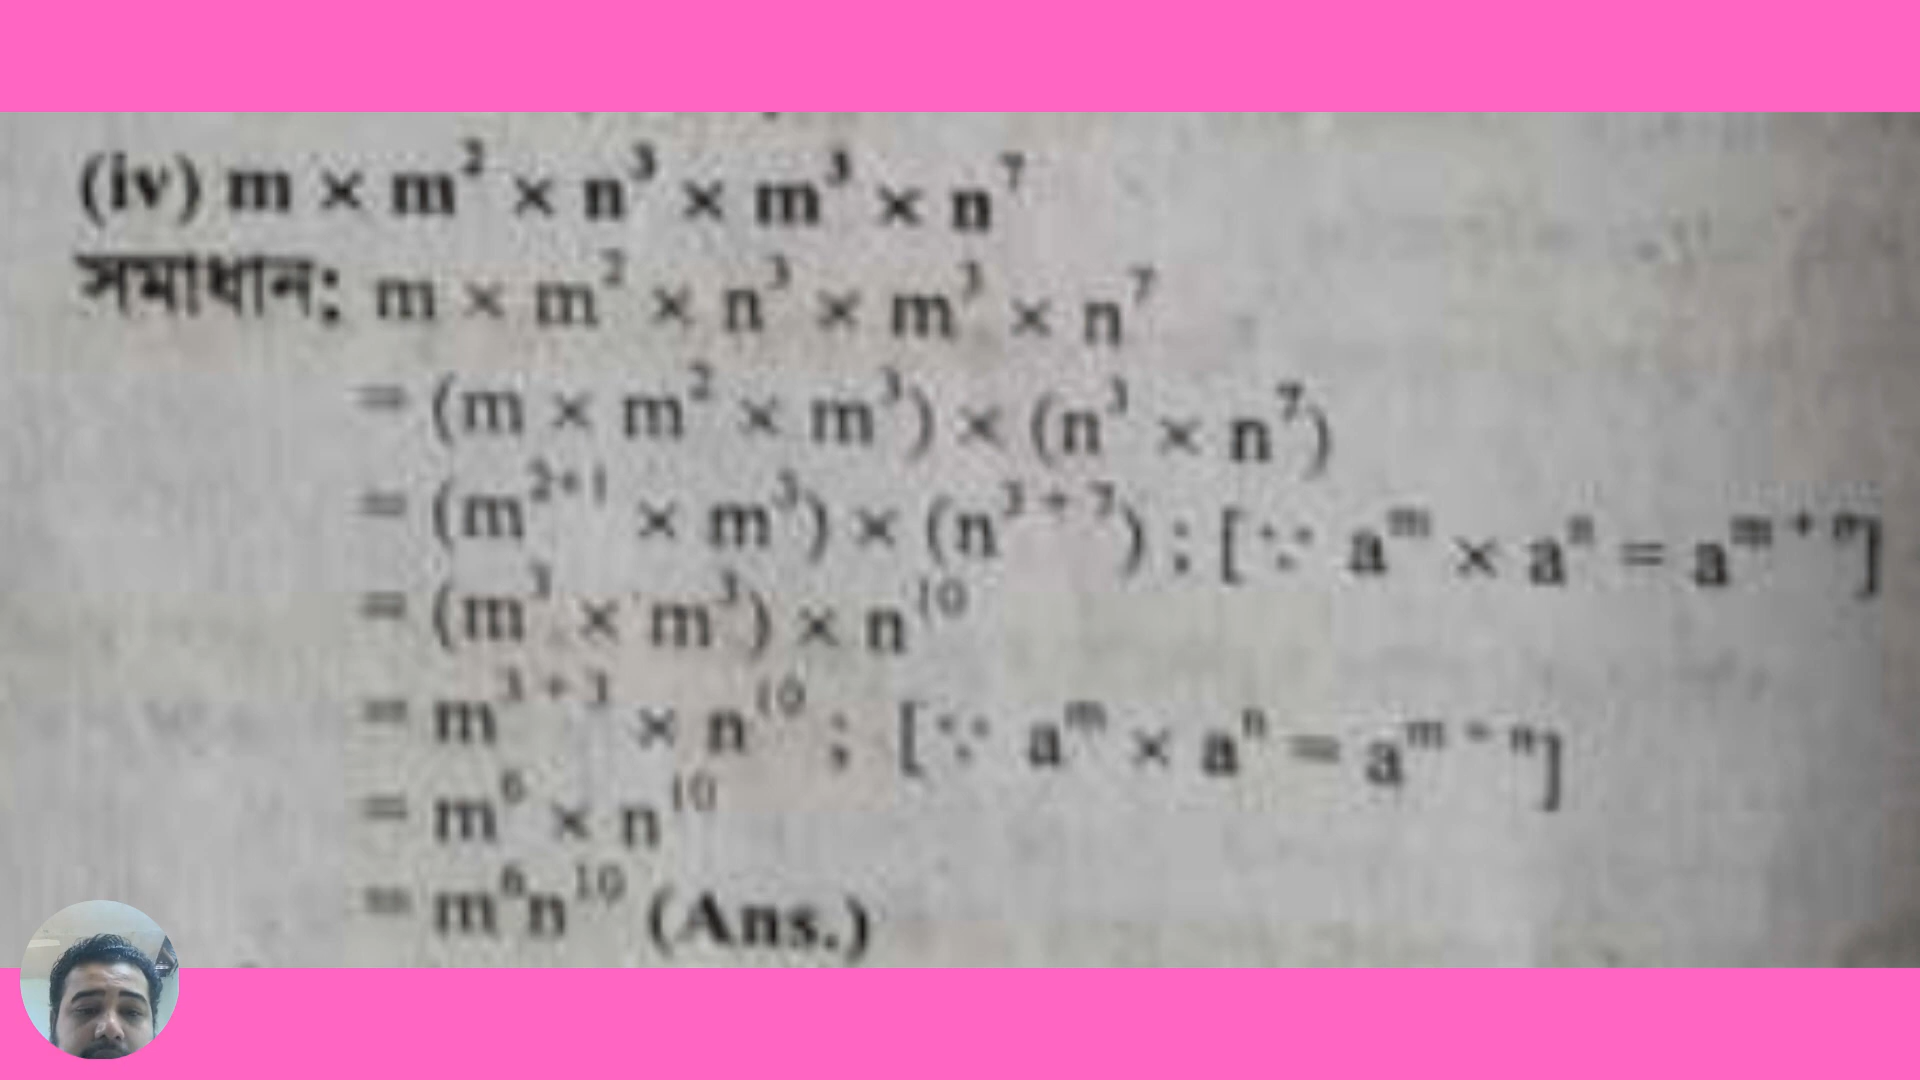 (iv) m × m² × n³ × m³ × n⁷
সমাধান: m × m² × n³ × m³ × n⁷
= (m × m² × m³) × (n³ × n⁷)
= (m²⁺¹ × m³) × (n³⁺⁷) ; [∵ aᵐ × aⁿ = aᵐ⁺ⁿ]
= (m³ × m³) × n¹⁰
= m³⁺³ × n¹⁰ ; [∵ aᵐ × aⁿ = aᵐ⁺ⁿ]
= m⁶ × n¹⁰
= m⁶n¹⁰ (Ans.)